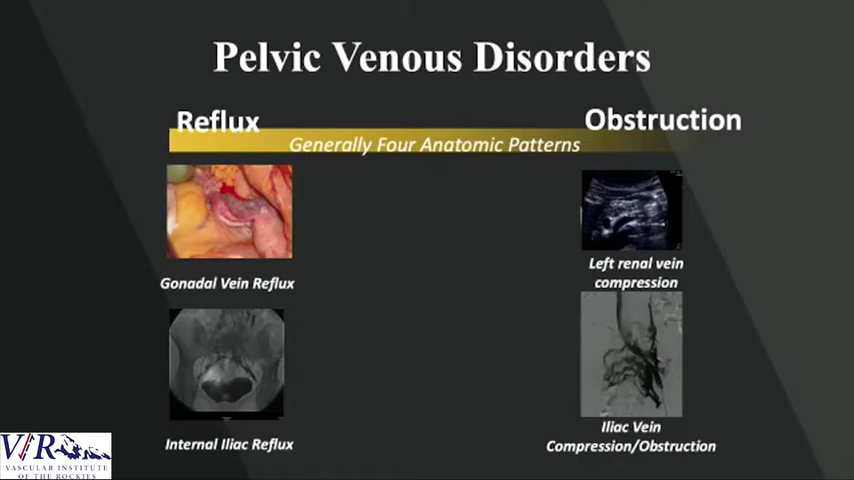 Pelvic Venous Disorders
Reflux
Obstruction
Generally Four Anatomic Patterns
Gonadal Vein Reflux
Left renal vein
compression
Internal Iliac Reflux
Iliac Vein
Compression/Obstruction
V/R
VASCULAR INSTITUTE
OF THE ROCKIES